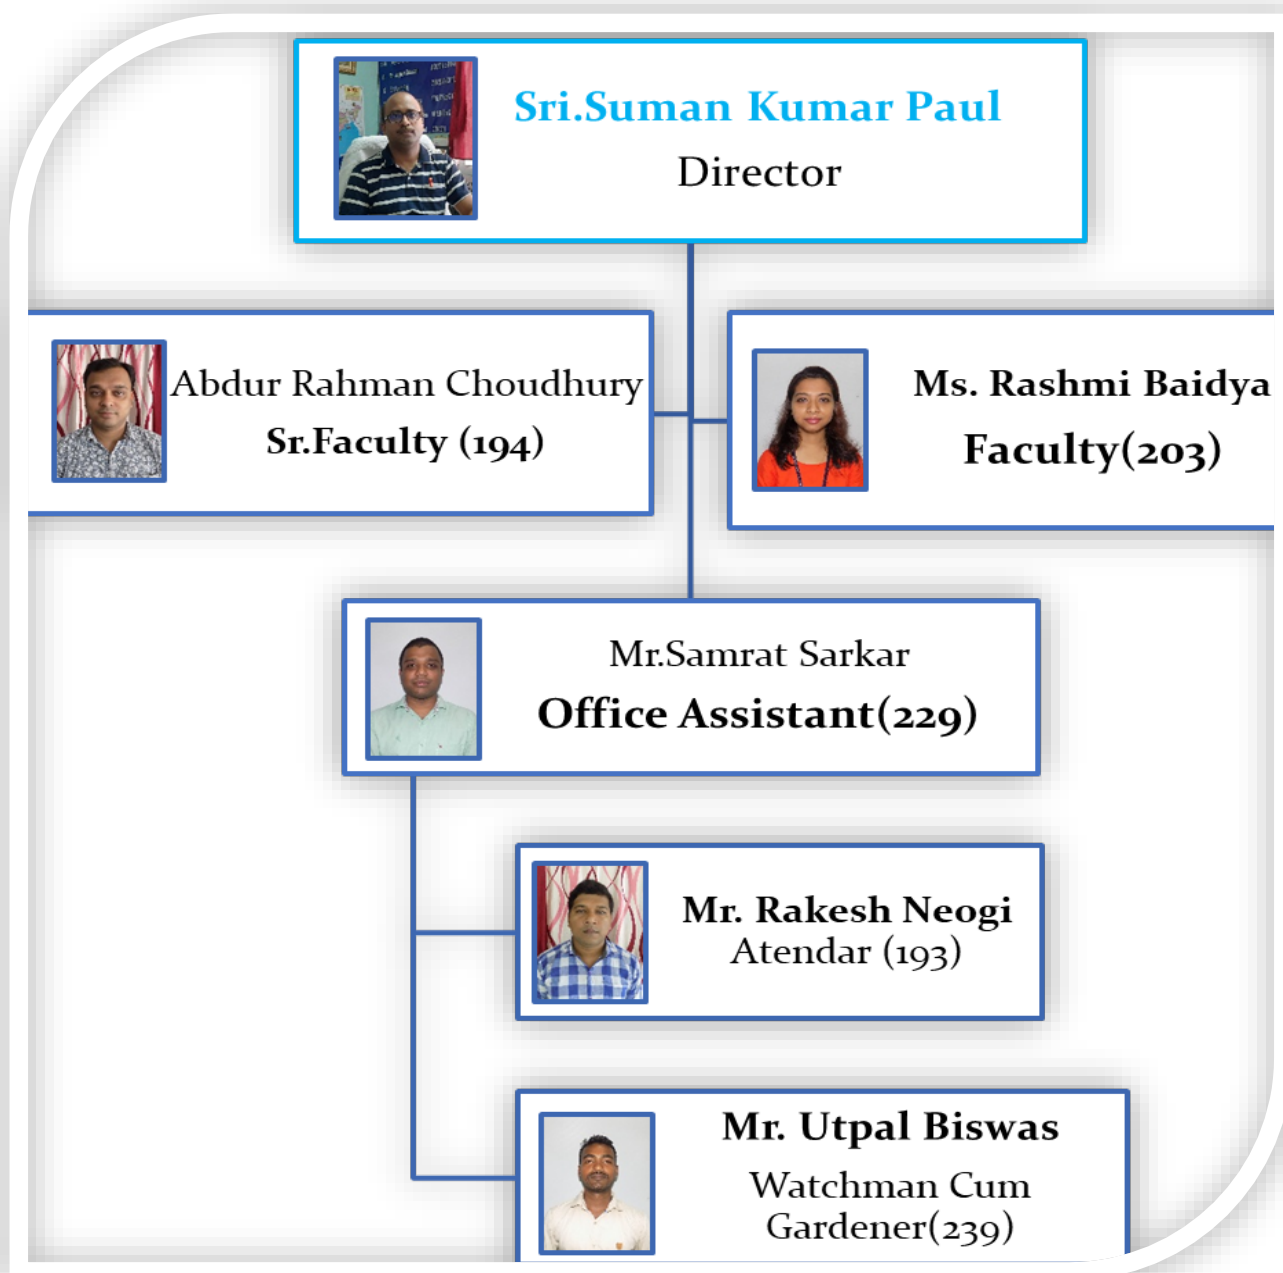 Sri.Suman Kumar Paul
Director
Abdur Rahman Choudhury
Sr.Faculty (194)
Ms. Rashmi Baidya
Faculty(203)
Mr.Samrat Sarkar
Office Assistant(229)
Mr. Rakesh Neogi
Atendar (193)
Mr. Utpal Biswas
Watchman Cum
Gardener(239)